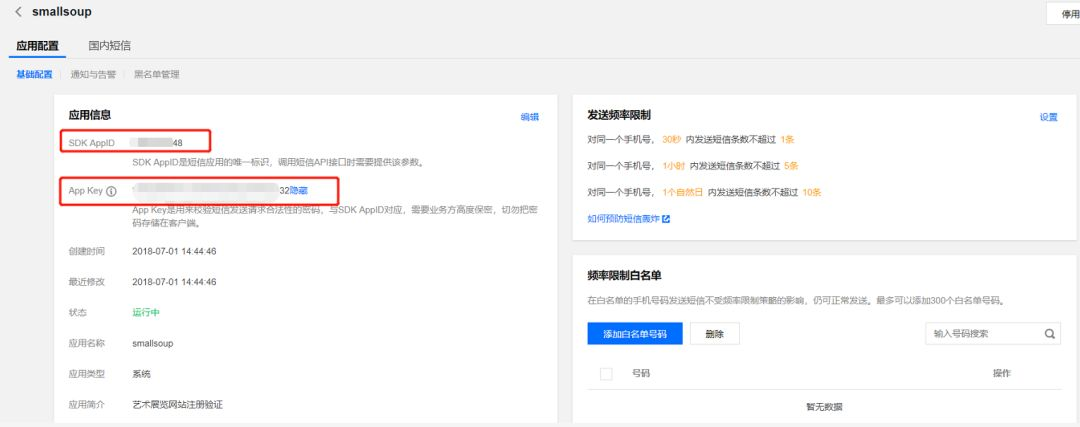 smallsoup
停用
应用配置
国内短信
基础配置
通知与告警
黑名单管理
应用信息
编辑
SDK AppID 48
SDK AppID是短信应用的唯一标识，调用短信API接口时需要提供该参数。
App Key 32隐藏
App Key是用来校验短信发送请求合法性的密码，与SDK AppID对应，需要业务方高度保密，切勿把密
码存储在客户端。
创建时间 2018-07-01 14:44:46
最近修改 2018-07-01 14:44:46
状态 运行中
应用名称 smallsoup
应用类型 系统
应用简介 艺术展览网站注册验证
发送频率限制
设置
对同一个手机号， 30秒 内发送短信条数不超过 1条
对同一个手机号， 1小时 内发送短信条数不超过 5条
对同一个手机号， 1个自然日 内发送短信条数不超过 10条
如何预防短信轰炸
频率限制白名单
在白名单的手机号码发送短信不受频率限制策略的影响，仍可正常发送。最多可以添加300个白名单号码。
添加白名单号码
删除
输入号码搜索
号码
操作
暂无数据